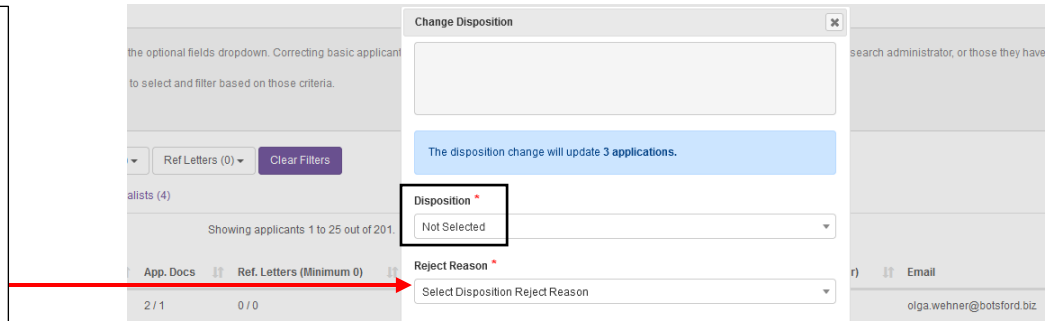 Change Disposition
the optional fields dropdown. Correcting basic applicant
search administrator, or those they have
to select and filter based on those criteria.
The disposition change will update 3 applications.
Ref Letters (0)
Clear Filters
alists (4)
Disposition *
Showing applicants 1 to 25 out of 201.
Not Selected
Reject Reason *
App. Docs
Ref. Letters (Minimum 0)
r)
Email
Select Disposition Reject Reason
2 / 1
0 / 0
olga.wehner@botsford.biz